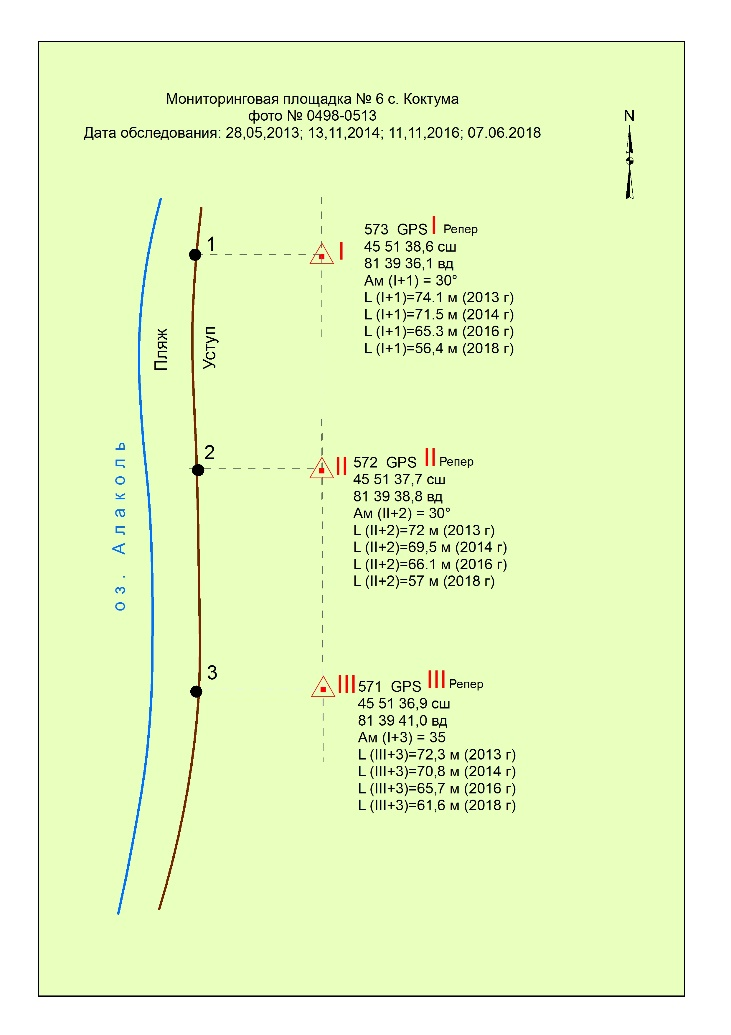 Мониторинговая площадка № 6 с. Коктума
фото № 0498-0513
Дата обследования: 28,05,2013; 13,11,2014; 11,11,2016; 07.06.2018
N
1
I
573 GPS I Репер
45 51 38,6 сш
81 39 36,1 вд
Ам (I+1) = 30°
L (I+1)=74.1 м (2013 г)
L (I+1)=71.5 м (2014 г)
L (I+1)=65.3 м (2016 г)
L (I+1)=56,4 м (2018 г)
Пляж
Уступ
оз. Алаколь
2
II
572 GPS II Репер
45 51 37,7 сш
81 39 38,8 вд
Ам (II+2) = 30°
L (II+2)=72 м (2013 г)
L (II+2)=69,5 м (2014 г)
L (II+2)=66.1 м (2016 г)
L (II+2)=57 м (2018 г)
3
III
571 GPS III Репер
45 51 36,9 сш
81 39 41,0 вд
Ам (I+3) = 35
L (III+3)=72,3 м (2013 г)
L (III+3)=70,8 м (2014 г)
L (III+3)=65,7 м (2016 г)
L (III+3)=61,6 м (2018 г)